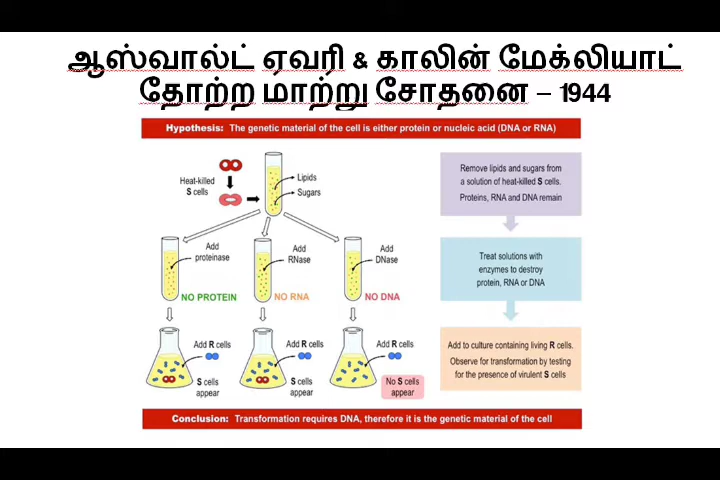 ஆஸ்வால்ட் ஏவரி & காலின் மேக்லியாட்
தோற்ற மாற்று சோதனை – 1944
Hypothesis: The genetic material of the cell is either protein or nucleic acid (DNA or RNA)
Heat-killed
S cells
Lipids
Sugars
Remove lipids and sugars from
a solution of heat-killed S cells.
Proteins, RNA and DNA remain
Add
proteinase
NO PROTEIN
Add
RNase
NO RNA
Add
DNase
NO DNA
Treat solutions with
enzymes to destroy
protein, RNA or DNA
Add R cells
S cells
appear
Add R cells
S cells
appear
Add R cells
No S cells
appear
Add to culture containing living R cells.
Observe for transformation by testing
for the presence of virulent S cells
Conclusion: Transformation requires DNA, therefore it is the genetic material of the cell